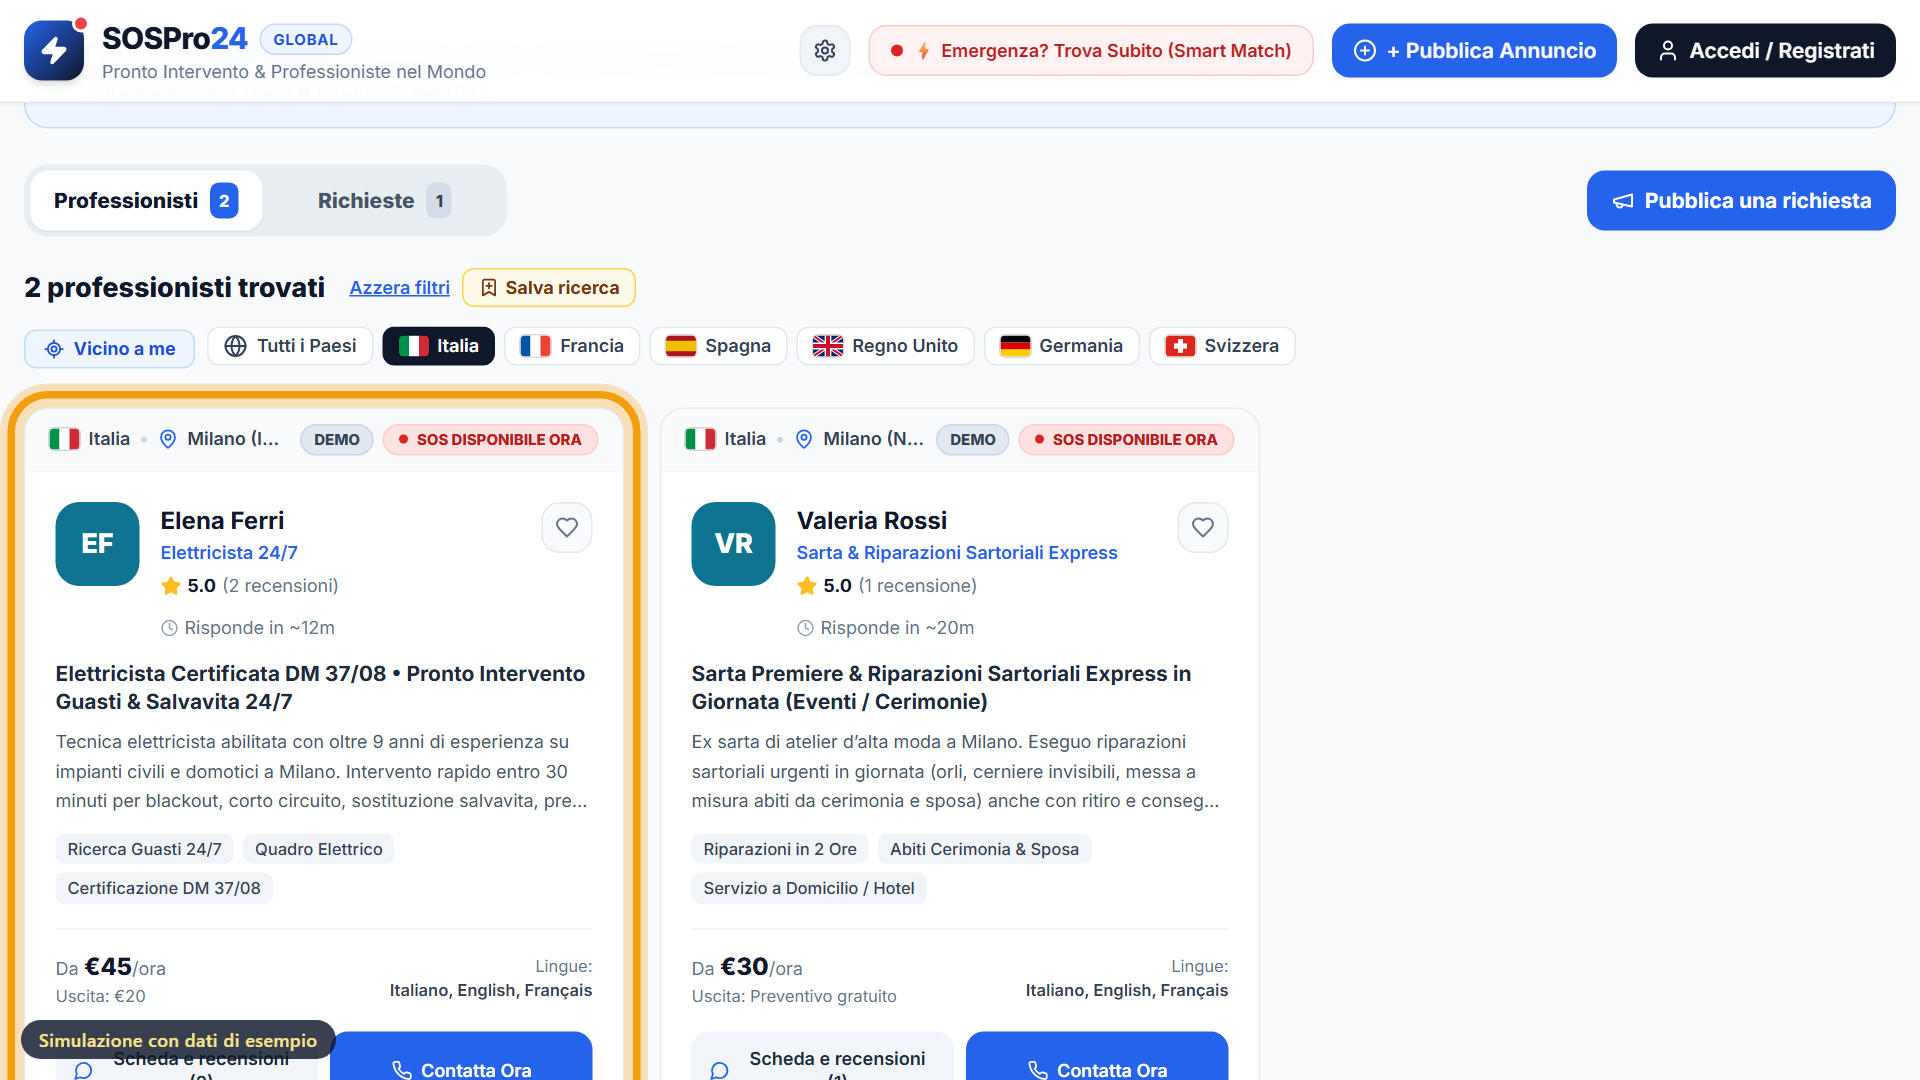 SOSPro24
GLOBAL
Pronto Intervento & Professioniste nel Mondo
Emergenza? Trova Subito (Smart Match)
+ Pubblica Annuncio
Accedi / Registrati
Professionisti 2
Richieste 1
Pubblica una richiesta
2 professionisti trovati
Azzera filtri
Salva ricerca
Vicino a me
Tutti i Paesi
Italia
Francia
Spagna
Regno Unito
Germania
Svizzera
Italia • Milano (I...
DEMO
SOS DISPONIBILE ORA
EF
Elena Ferri
Elettricista 24/7
5.0 (2 recensioni)
Risponde in ~12m
Elettricista Certificata DM 37/08 • Pronto Intervento
Guasti & Salvavita 24/7
Tecnica elettricista abilitata con oltre 9 anni di esperienza su
impianti civili e domotici a Milano. Intervento rapido entro 30
minuti per blackout, corto circuito, sostituzione salvavita, pre...
Ricerca Guasti 24/7
Quadro Elettrico
Certificazione DM 37/08
Da €45/ora
Uscita: €20
Lingue:
Italiano, English, Français
Simulazione con dati di esempio
Scheda e recensioni
Contatta Ora
Italia • Milano (N...
DEMO
SOS DISPONIBILE ORA
VR
Valeria Rossi
Sarta & Riparazioni Sartoriali Express
5.0 (1 recensione)
Risponde in ~20m
Sarta Premiere & Riparazioni Sartoriali Express in
Giornata (Eventi / Cerimonie)
Ex sarta di atelier d’alta moda a Milano. Eseguo riparazioni
sartoriali urgenti in giornata (orli, cerniere invisibili, messa a
misura abiti da cerimonia e sposa) anche con ritiro e conseg...
Riparazioni in 2 Ore
Abiti Cerimonia & Sposa
Servizio a Domicilio / Hotel
Da €30/ora
Uscita: Preventivo gratuito
Lingue:
Italiano, English, Français
Scheda e recensioni
Contatta Ora